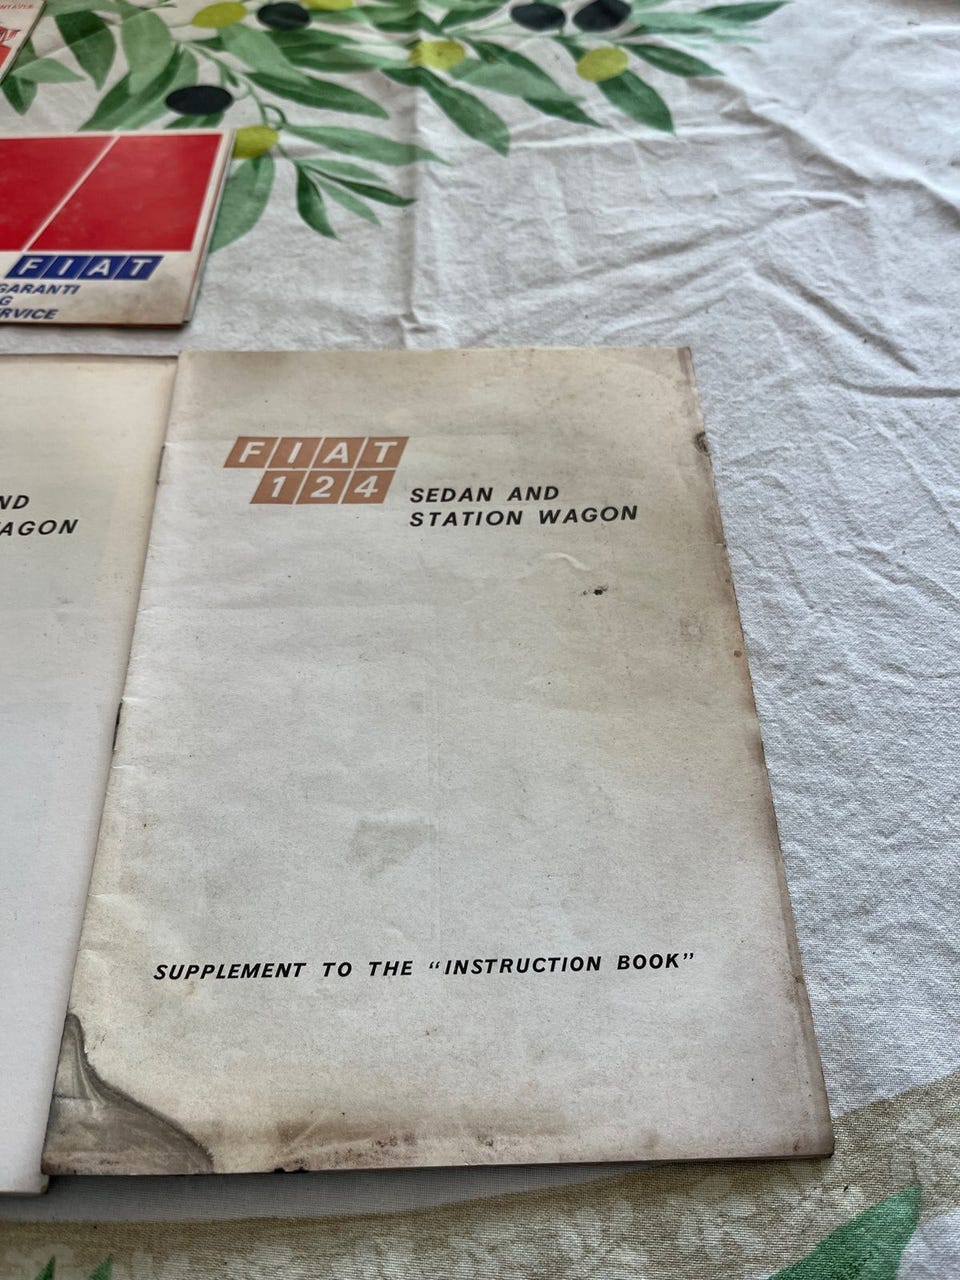 FIAT
GARANTI
G
RVICE
ND
AGON
FIAT
124
SEDAN AND
STATION WAGON
SUPPLEMENT TO THE “INSTRUCTION BOOK”